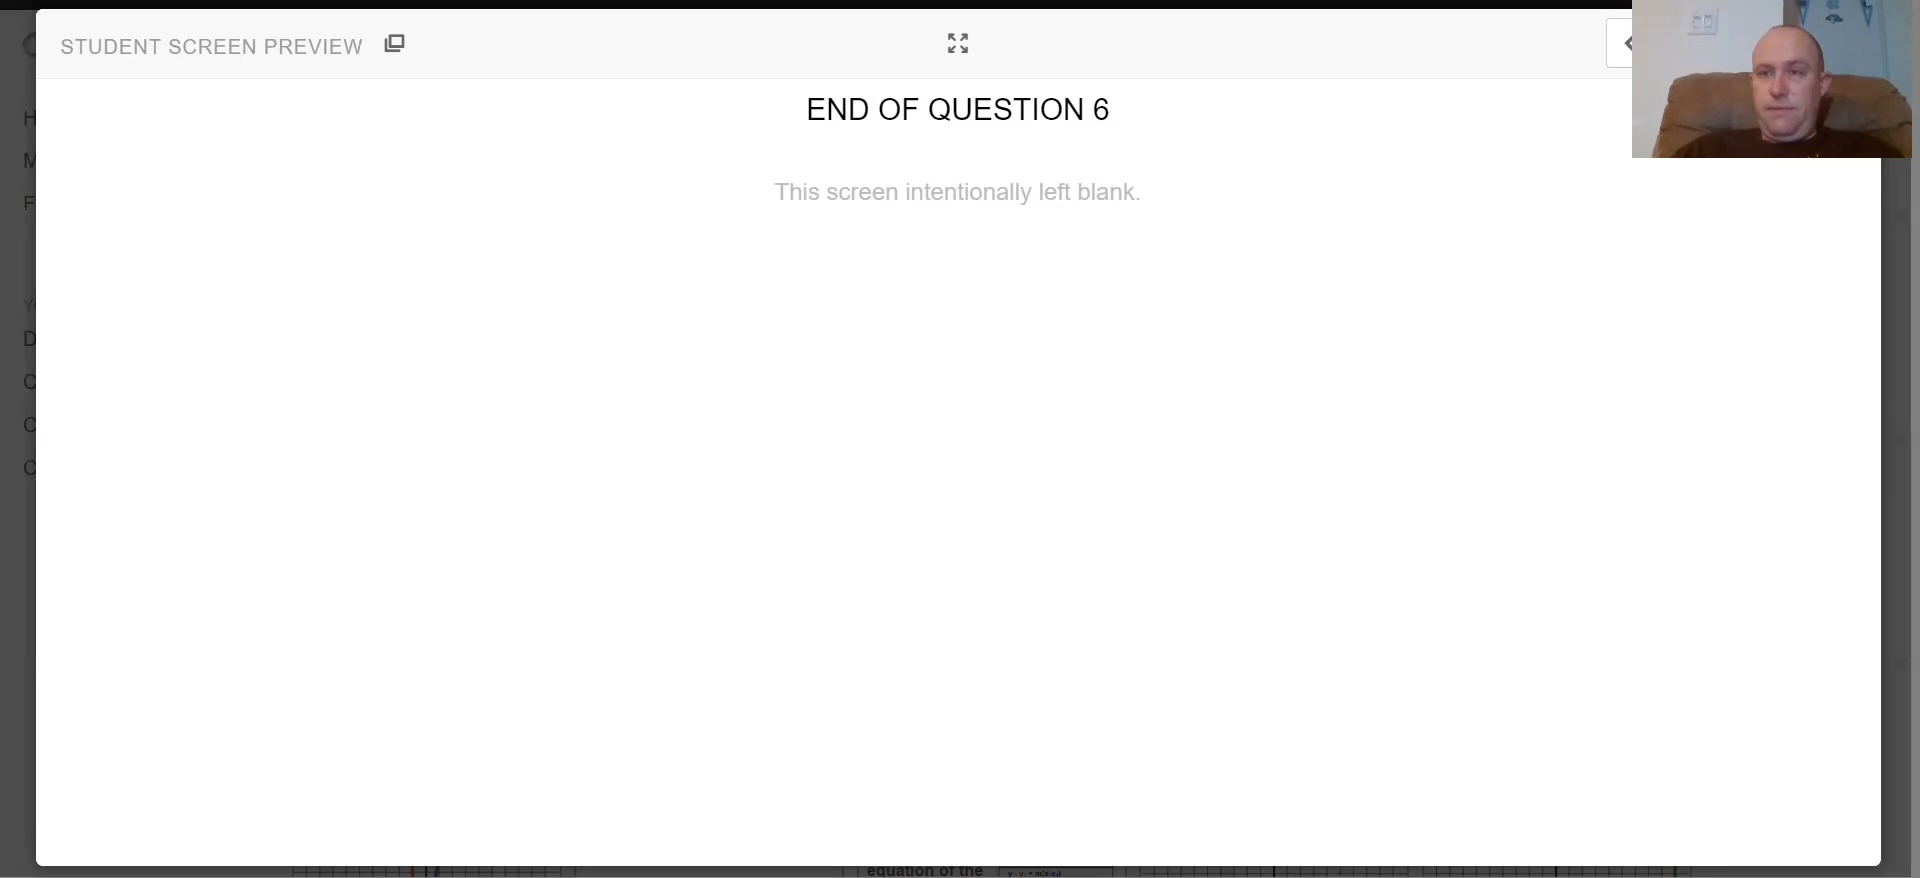 STUDENT SCREEN PREVIEW
END OF QUESTION 6
This screen intentionally left blank.
equation of the